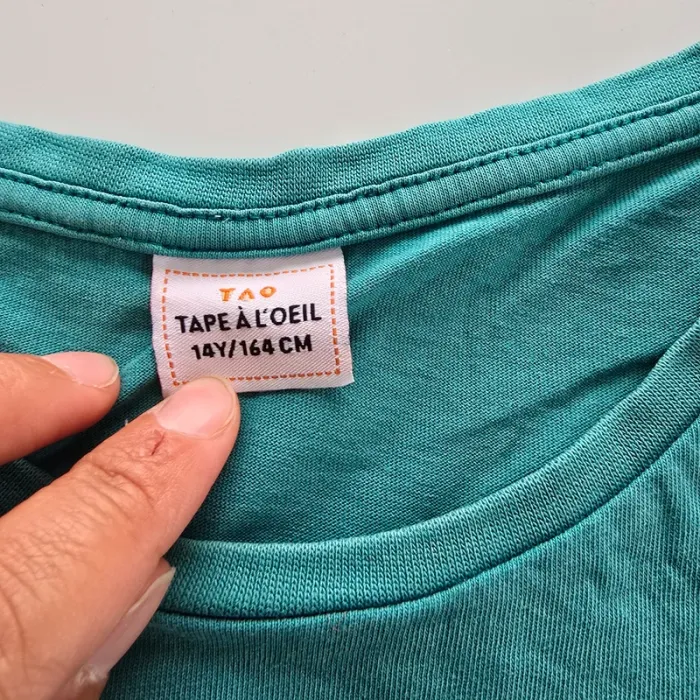 TAO
TAPE À L'OEIL
14Y/164 CM